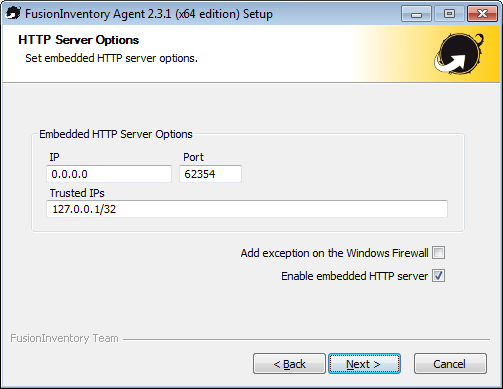 FusionInventory Agent 2.3.1 (x64 edition) Setup
HTTP Server Options
Set embedded HTTP server options.
Embedded HTTP Server Options
IP Port
0.0.0.0 62354
Trusted IPs
127.0.0.1/32
Add exception on the Windows Firewall
Enable embedded HTTP server
FusionInventory Team
< Back Next > Cancel